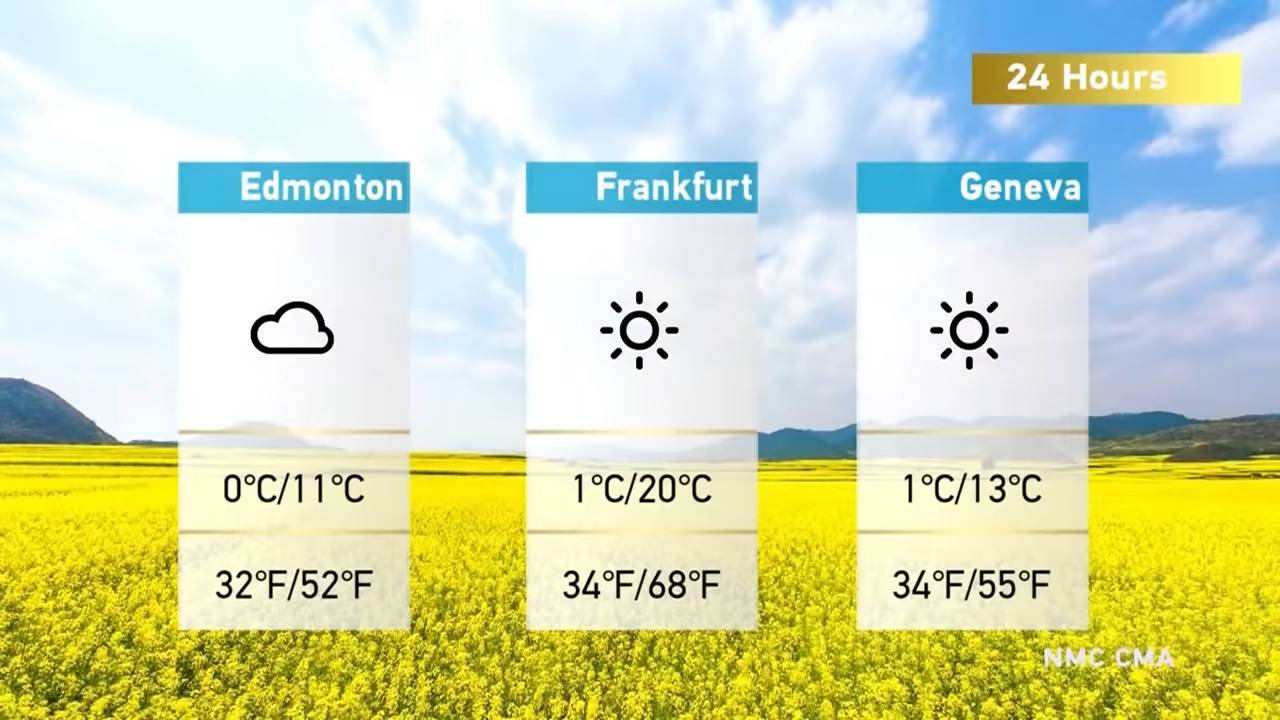 24 Hours
Edmonton
0°C/11°C
32°F/52°F
Frankfurt
1°C/20°C
34°F/68°F
Geneva
1°C/13°C
34°F/55°F
NMC CMA